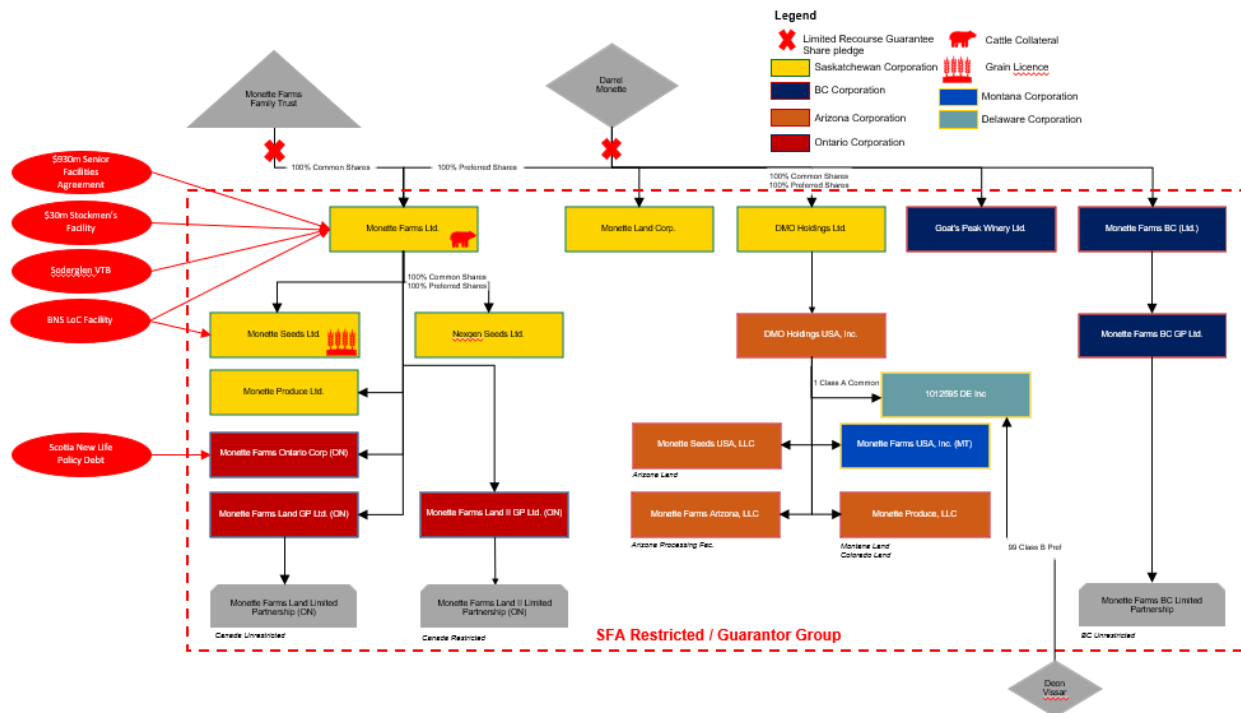 Legend
Limited Recourse Guarantee
Share pledge
Cattle Collateral
Saskatchewan Corporation
Grain Licence
BC Corporation
Montana Corporation
Arizona Corporation
Delaware Corporation
Ontario Corporation
Monette Farms
Family Trust
Darrel
Monette
100% Common Shares
100% Preferred Shares
100% Common Shares
100% Preferred Shares
$930m Senior
Facilities
Agreement
$30m Stockmen's
Facility
Soderglen VTB
BNS LoC Facility
Scotia New Life
Policy Debt
Monette Farms Ltd.
Monette Land Corp.
DMO Holdings Ltd.
Goat's Peak Winery Ltd.
Monette Farms BC (Ltd.)
100% Common Shares
100% Preferred Shares
Monette Seeds Ltd.
Nexgen Seeds Ltd.
DMO Holdings USA, Inc.
Monette Farms BC GP Ltd.
Monette Produce Ltd.
1 Class A Common
1012595 DE Inc
Monette Farms Ontario Corp (ON)
Monette Seeds USA, LLC
Arizona Land
Monette Farms USA, Inc. (MT)
Monette Farms Land GP Ltd. (ON)
Monette Farms Land II GP Ltd. (ON)
Monette Farms Arizona, LLC
Arizona Processing Fac.
Monette Produce, LLC
Montana Land
Colorado Land
99 Class B Pref
Monette Farms Land Limited
Partnership (ON)
Canada Unrestricted
Monette Farms Land II Limited
Partnership (ON)
Canada Restricted
Monette Farms BC Limited
Partnership
BC Unrestricted
SFA Restricted / Guarantor Group
Deon
Vissar